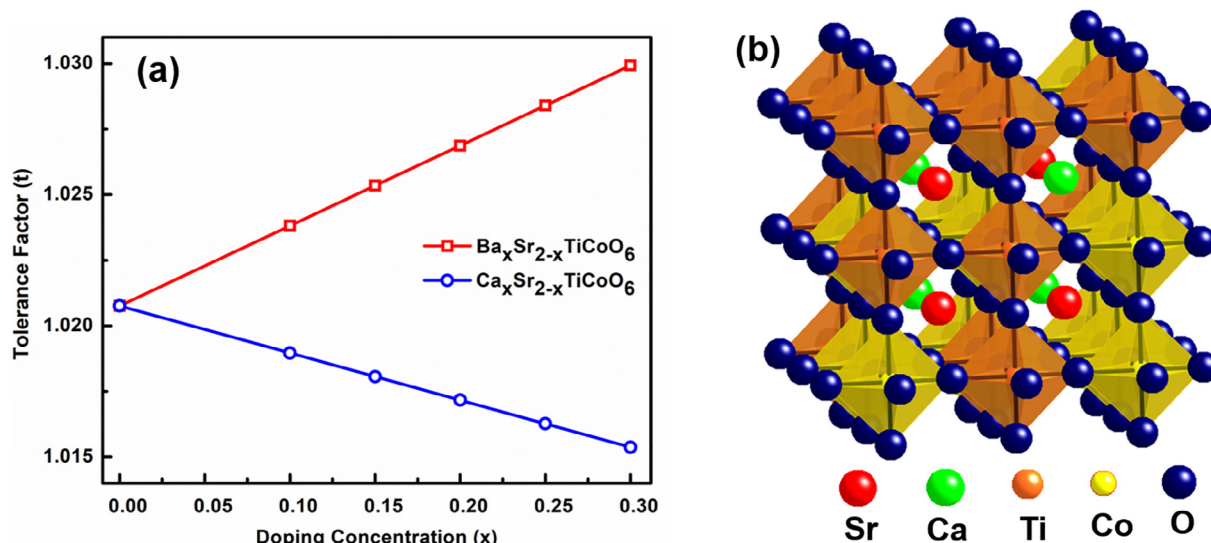 (a)
1.030
1.025
1.020
1.015
Tolerance Factor (t)
BaₓSr₂₋ₓTiCoO₆
CaₓSr₂₋ₓTiCoO₆
0.00 0.05 0.10 0.15 0.20 0.25 0.30
Doping Concentration (x)
(b)
Sr Ca Ti Co O